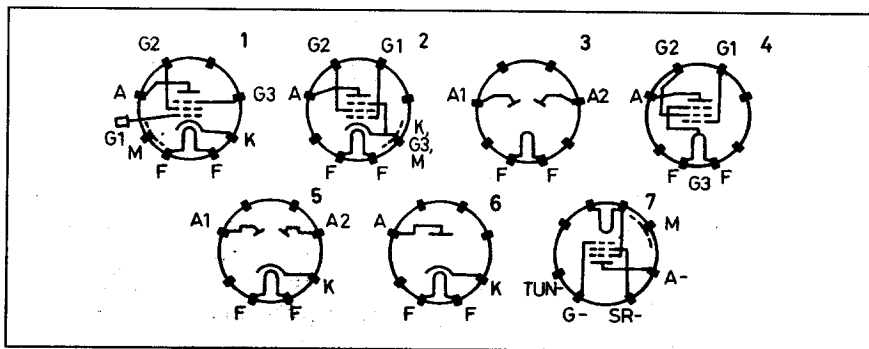 1
G2
A
G3
G1
M
K
F F
2
G2 G1
A
K,
G3,
M
F F
3
A1 A2
F F
4
G2 G1
A
F G3 F
5
A1 A2
K
F F
6
A
K
F F
7
M
A-
TUN-
G- SR-